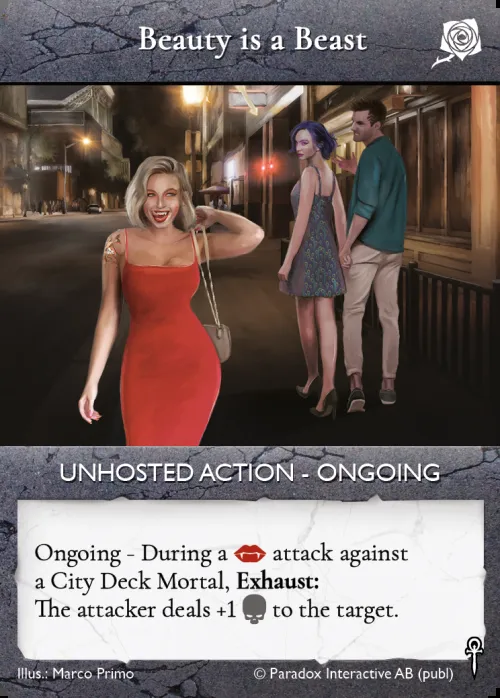 Beauty is a Beast
UNHOSTED ACTION - ONGOING
Ongoing - During a attack against
a City Deck Mortal, Exhaust:
The attacker deals +1 to the target.
Illus.: Marco Primo © Paradox Interactive AB (publ)